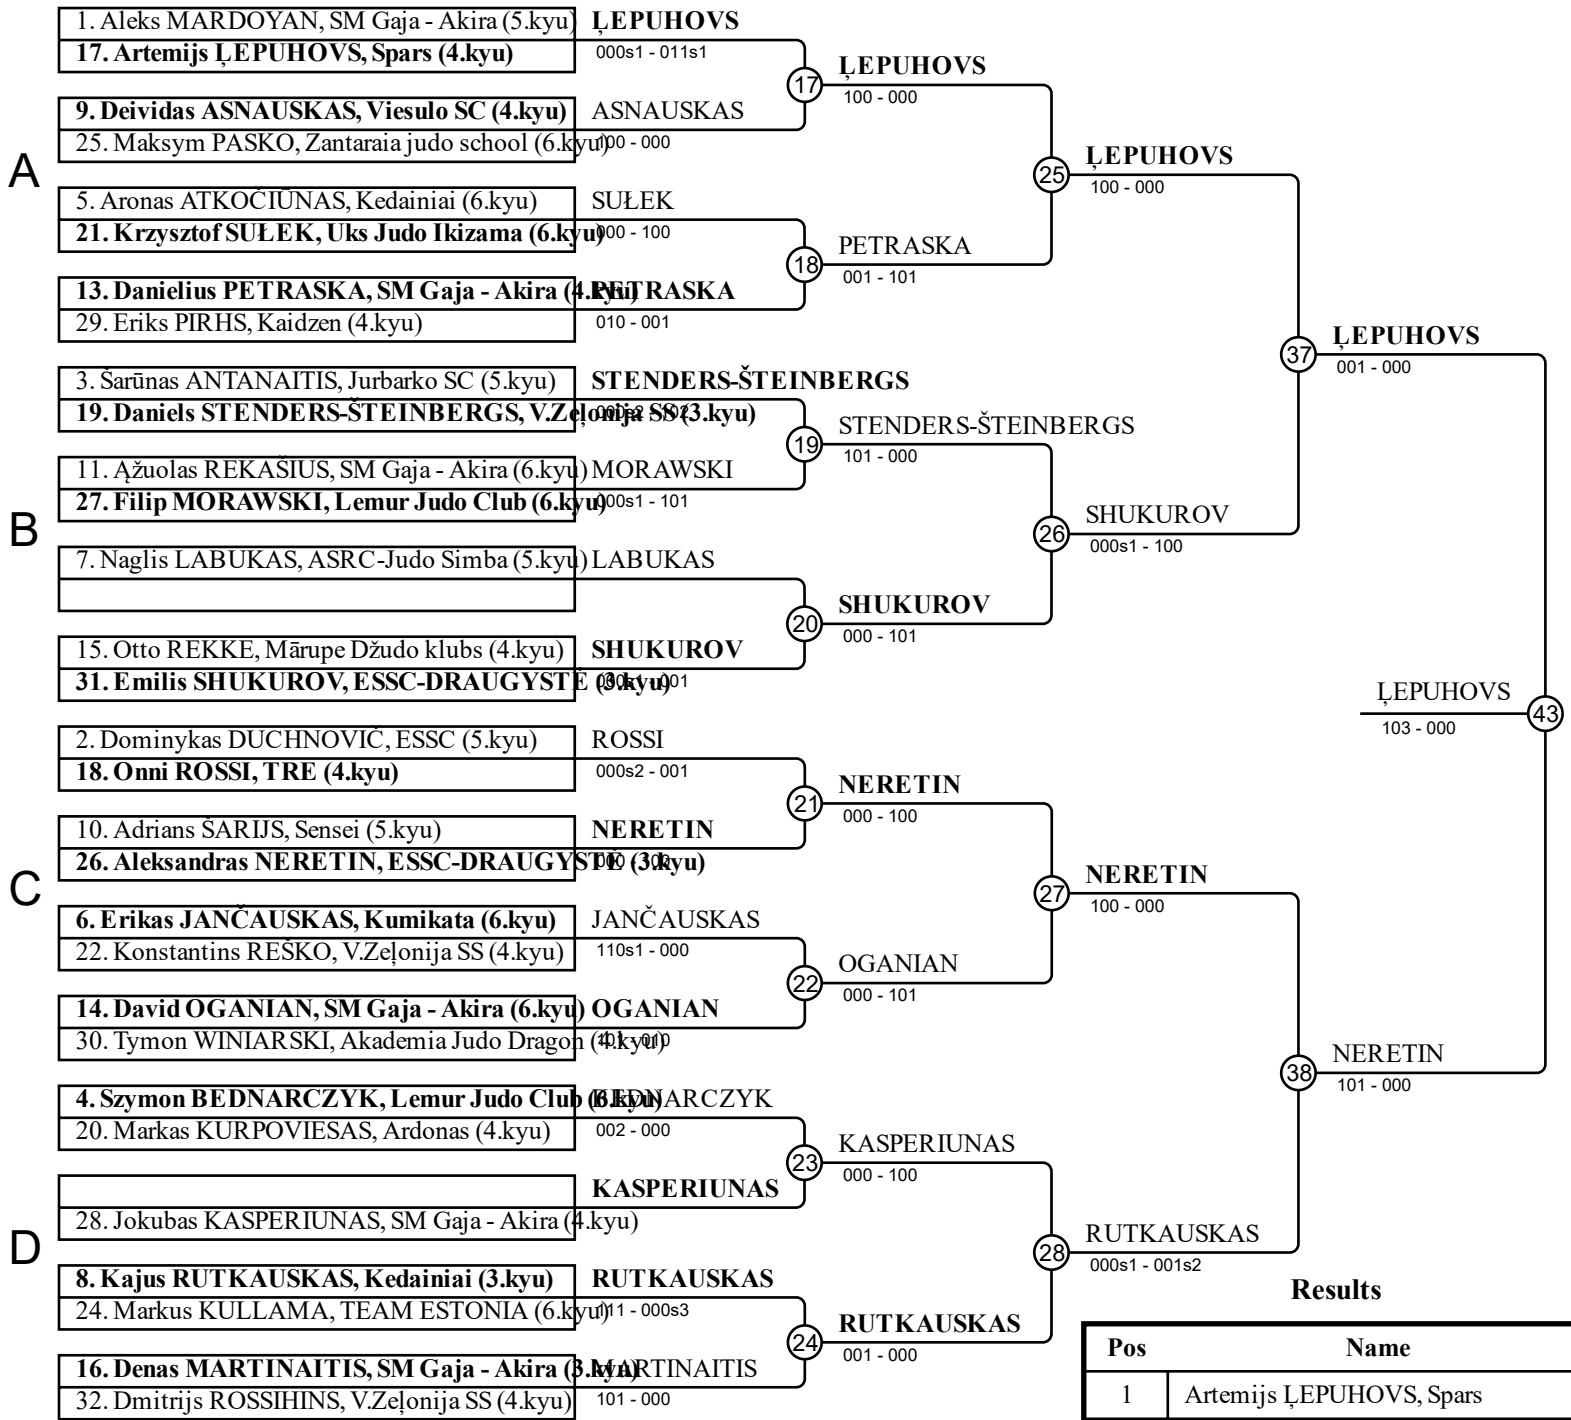 1. Aleks MARDOYAN, SM Gaja - Akira (5.kyu)
17. Artemijs ĻEPUHOVS, Spars (4.kyu)
ĻEPUHOVS
000s1 - 011s1
17
ĻEPUHOVS
100 - 000
9. Deividas ASNAUSKAS, Viesulo SC (4.kyu)
25. Maksym PASKO, Zantaraia judo school (6.kyu)
ASNAUSKAS
100 - 000
A
25
ĻEPUHOVS
100 - 000
5. Aronas ATKOČIŪNAS, Kedainiai (6.kyu)
21. Krzysztof SUŁEK, Uks Judo Ikizama (6.kyu)
SUŁEK
000 - 100
18
PETRASKA
001 - 101
13. Danielius PETRASKA, SM Gaja - Akira (4.kyu)
29. Eriks PIRHS, Kaidzen (4.kyu)
PETRASKA
010 - 001
37
ĻEPUHOVS
001 - 000
3. Šarūnas ANTANAITIS, Jurbarko SC (5.kyu)
19. Daniels STENDERS-ŠTEINBERGS, V.Zeļonija SS (3.kyu)
STENDERS-ŠTEINBERGS
19
STENDERS-ŠTEINBERGS
101 - 000
11. Ąžuolas REKAŠIUS, SM Gaja - Akira (6.kyu)
27. Filip MORAWSKI, Lemur Judo Club (6.kyu)
MORAWSKI
000s1 - 101
B
26
SHUKUROV
000s1 - 100
7. Naglis LABUKAS, ASRC-Judo Simba (5.kyu)
LABUKAS
20
SHUKUROV
000 - 101
15. Otto REKKE, Mārupe Džudo klubs (4.kyu)
31. Emilis SHUKUROV, ESSC-DRAUGYSTĖ (3.kyu)
SHUKUROV
ĻEPUHOVS
103 - 000
43
2. Dominykas DUCHNOVIČ, ESSC (5.kyu)
18. Onni ROSSI, TRE (4.kyu)
ROSSI
000s2 - 001
21
NERETIN
000 - 100
10. Adrians ŠARIJS, Sensei (5.kyu)
26. Aleksandras NERETIN, ESSC-DRAUGYSTĖ (3.kyu)
NERETIN
000 - 100
C
27
NERETIN
100 - 000
6. Erikas JANČAUSKAS, Kumikata (6.kyu)
22. Konstantins REŠKO, V.Zeļonija SS (4.kyu)
JANČAUSKAS
110s1 - 000
22
OGANIAN
000 - 101
14. David OGANIAN, SM Gaja - Akira (6.kyu)
30. Tymon WINIARSKI, Akademia Judo Dragon (4.kyu)
OGANIAN
101 - 010
38
NERETIN
101 - 000
4. Szymon BEDNARCZYK, Lemur Judo Club (6.kyu)
20. Markas KURPOVIESAS, Ardonas (4.kyu)
BEDNARCZYK
002 - 000
23
KASPERIUNAS
000 - 100
28. Jokubas KASPERIUNAS, SM Gaja - Akira (4.kyu)
KASPERIUNAS
D
28
RUTKAUSKAS
000s1 - 001s2
8. Kajus RUTKAUSKAS, Kedainiai (3.kyu)
24. Markus KULLAMA, TEAM ESTONIA (6.kyu)
RUTKAUSKAS
111 - 000s3
24
RUTKAUSKAS
001 - 000
16. Denas MARTINAITIS, SM Gaja - Akira (3.kyu)
32. Dmitrijs ROSSIHINS, V.Zeļonija SS (4.kyu)
MARTINAITIS
101 - 000
Results
Pos Name
1 Artemijs ĻEPUHOVS, Spars